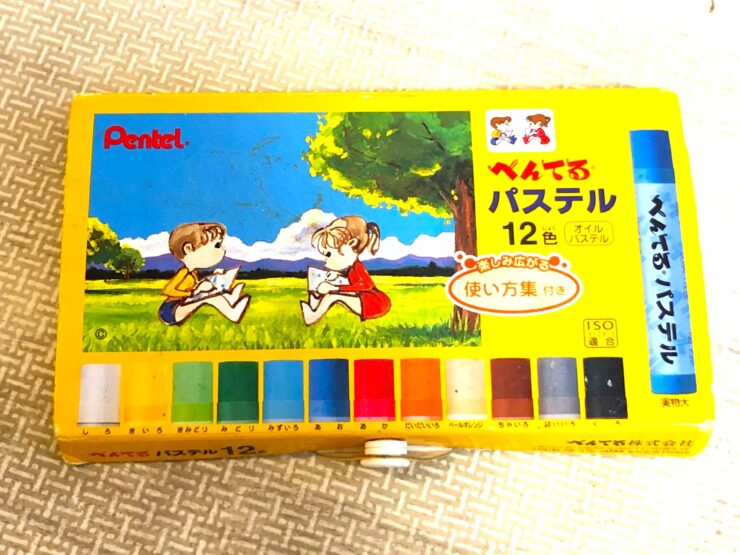 Pentel
ぺんてる
パステル
12色
しょく
オイル
パステル
楽しみ広がる
使い方集付き
ISO
適合
©
ぺんてる パステル
実物大
しろ
きいろ
きみどり
みどり
みずいろ
あお
あか
だいだいいろ
ペールオレンジ
ちゃいろ
はいいろ
くろ
ぺんてる パステル 12色
ぺんてる株式会社